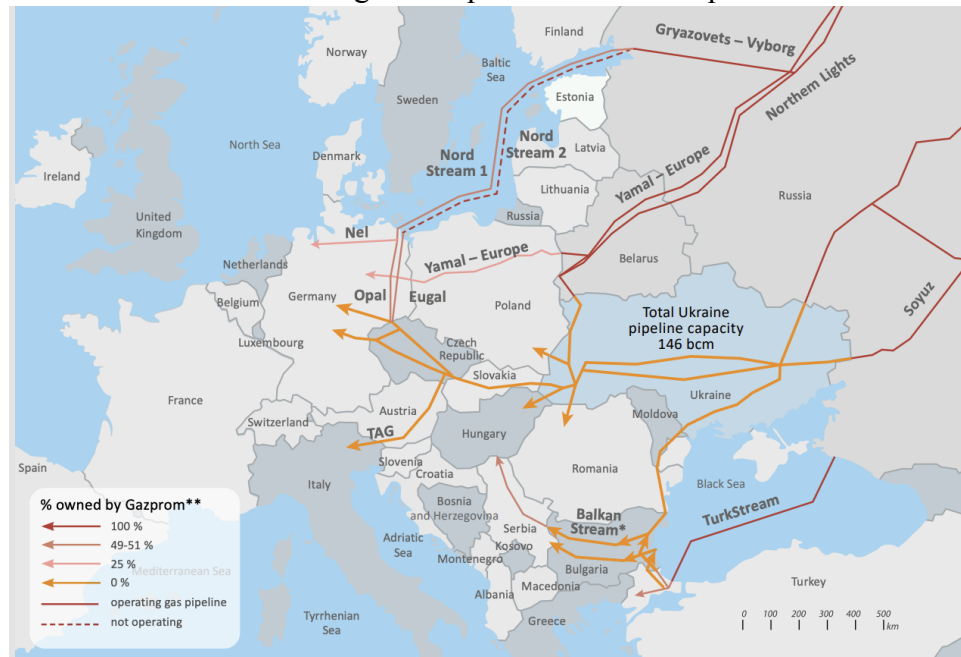 Norway
Finland
Gryazovets – Vyborg
Baltic
Sea
Sweden
Estonia
Northem Lights
North Sea
Denmark
Nord
Stream 1
Nord
Stream 2
Latvia
Yamal – Europe
Russia
Ireland
Lithuania
United
Kingdom
Russia
Nel
Belarus
Netherlands
Yamal – Europe
Soyuz
Belgium
Germany
Opal
Eugal
Poland
Total Ukraine
pipeline capacity
146 bcm
Luxembourg
Czech
Republic
Slovakia
Ukraine
France
Austria
Moldova
Switzerland
TAG
Hungary
Slovenia
Croatia
Romania
Spain
Italy
Black Sea
Bosnia
and Herzegovina
Serbia
Balkan
Stream*
TurkStream
Adriatic
Sea
Kosovo
Montenegro
Bulgaria
Macedonia
Albania
Turkey
Greece
Tyrrhenian
Sea
Mediterranean Sea
% owned by Gazprom**
100 %
49-51 %
25 %
0 %
operating gas pipeline
not operating
0 100 200 300 400 500
km